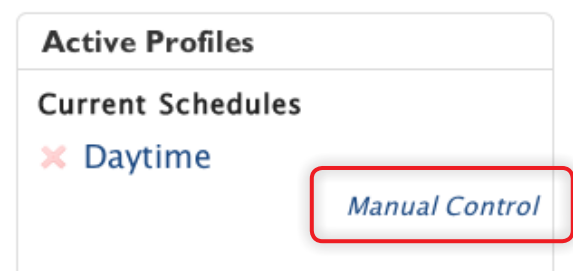 Active Profiles
Current Schedules
Daytime
Manual Control